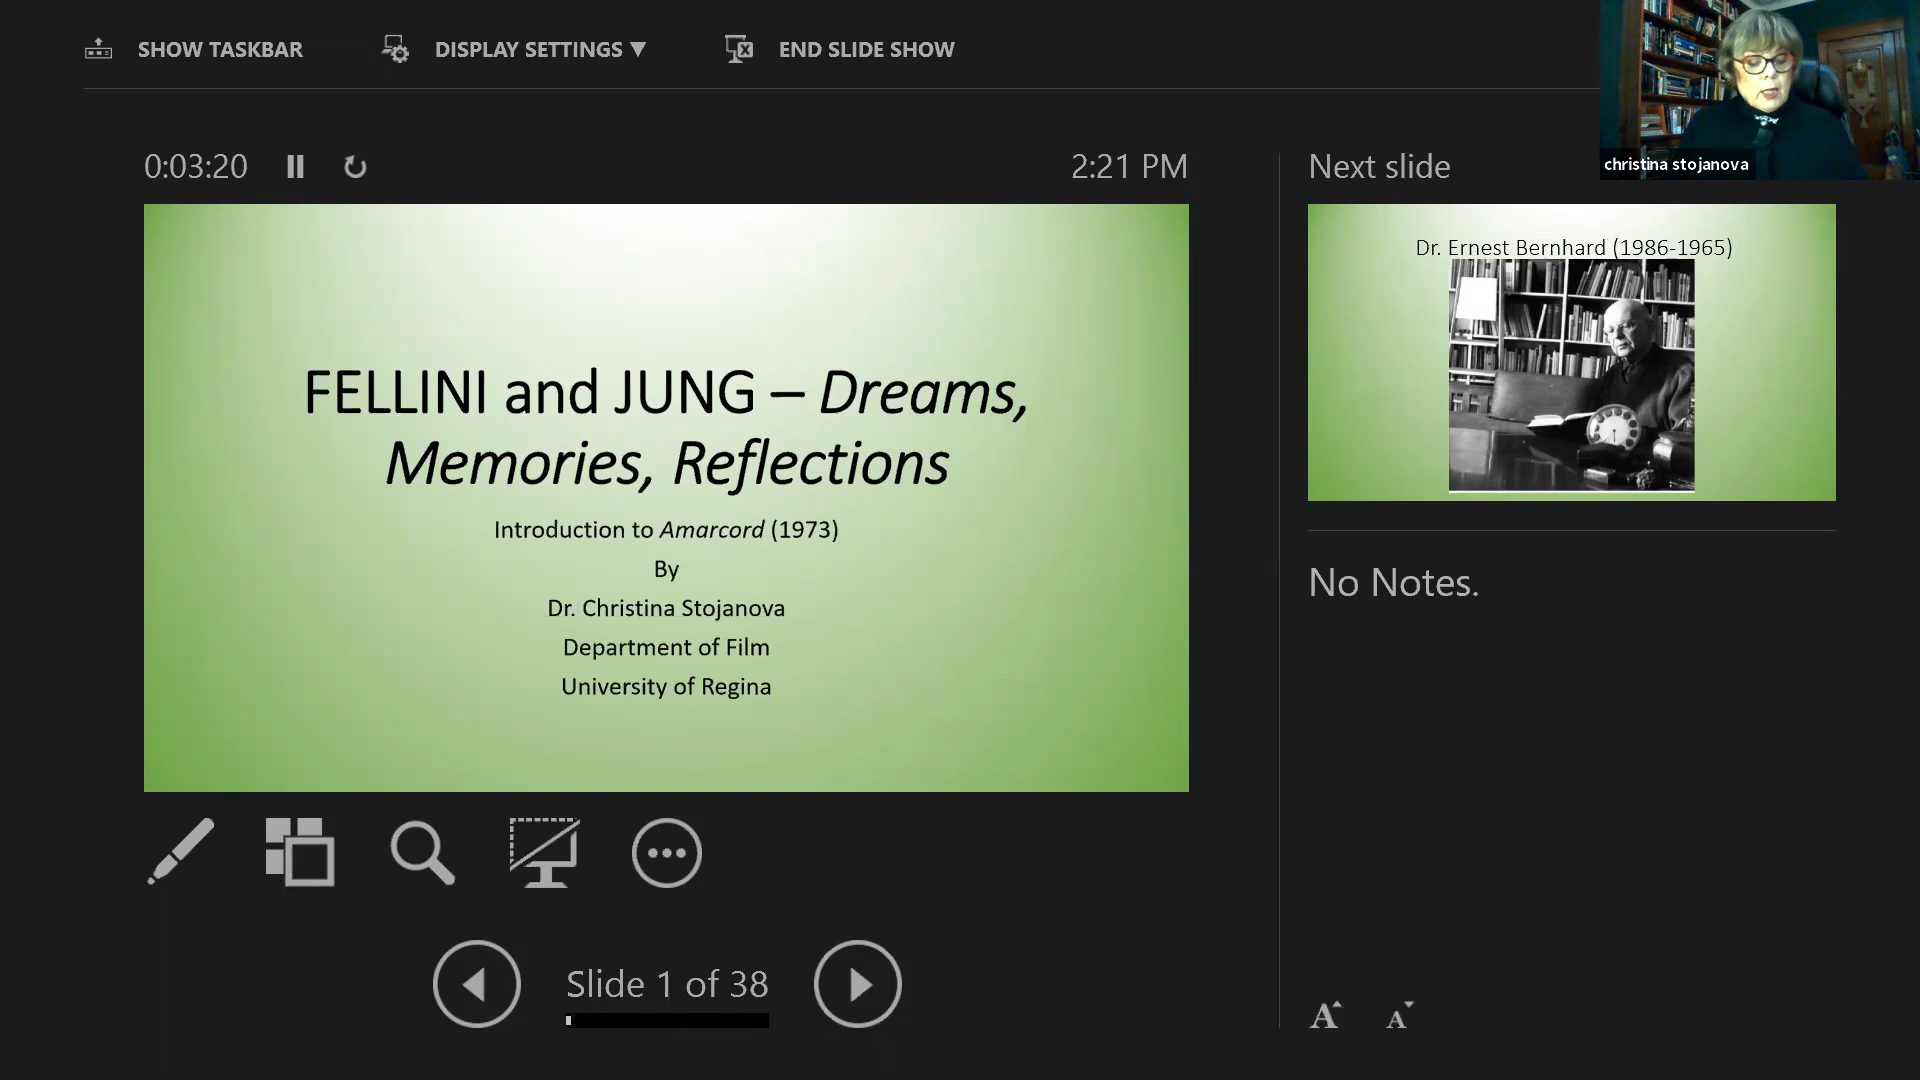 SHOW TASKBAR
DISPLAY SETTINGS ▼
END SLIDE SHOW
christina stojanova
0:03:20
2:21 PM
Next slide
FELLINI and JUNG – Dreams,
Memories, Reflections
Introduction to Amarcord (1973)
By
Dr. Christina Stojanova
Department of Film
University of Regina
Dr. Ernest Bernhard (1986-1965)
No Notes.
Slide 1 of 38
A
A